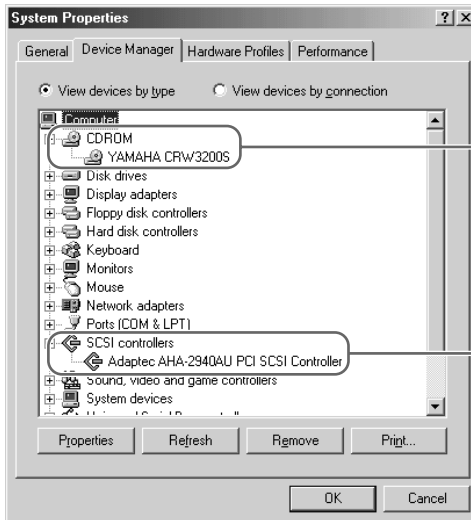 System Properties
General Device Manager Hardware Profiles Performance
View devices by type View devices by connection
Computer
CDROM
YAMAHA CRW3200S
Disk drives
Display adapters
Floppy disk controllers
Hard disk controllers
Keyboard
Monitors
Mouse
Network adapters
Ports (COM & LPT)
SCSI controllers
Adaptec AHA-2940AU PCI SCSI Controller
Sound, video and game controllers
System devices
Properties Refresh Remove Print...
OK Cancel